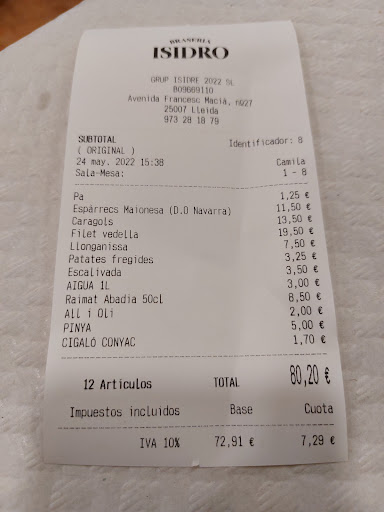 BRASERIA
ISIDRO
GRUP ISIDRE 2022 SL
B09669110
Avenida Francesc Macià, nº27
25007 Lleida
973 28 18 79
SUBTOTAL Identificador: 8
( ORIGINAL )
24 may. 2022 15:38 Camila
Sala-Mesa: 1 - 8
Pa 1,25 €
Espàrrecs Maionesa (D.O Navarra) 11,50 €
Caragols 13,50 €
Filet vedella 19,50 €
Llonganissa 7,50 €
Patates fregides 3,25 €
Escalivada 3,50 €
AIGUA 1L 3,00 €
Raimat Abadia 50cl 8,50 €
All i Oli 2,00 €
PINYA 5,00 €
CIGALÓ CONYAC 1,70 €
12 Artículos TOTAL 80,20 €
Impuestos incluidos Base Cuota
IVA 10% 72,91 € 7,29 €